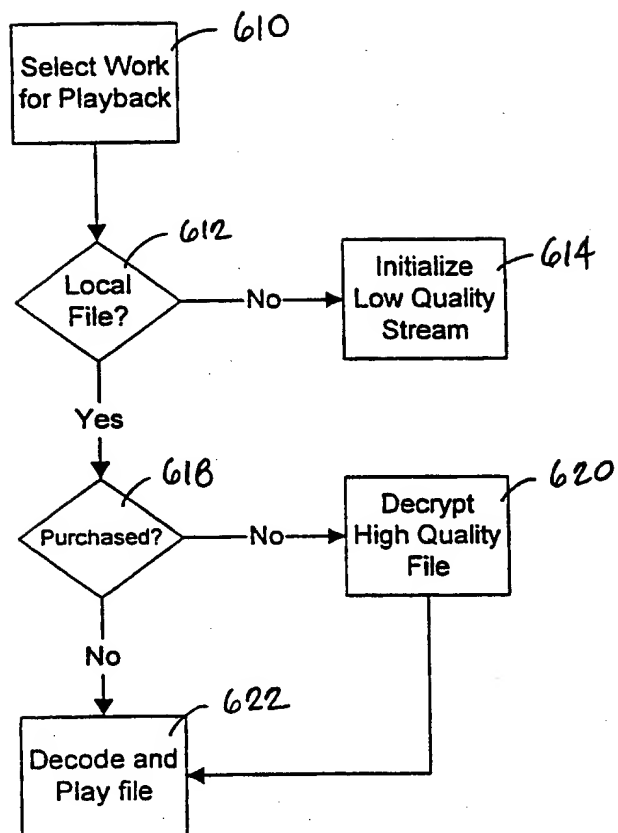 610
Select Work
for Playback
612
Local
File?
No
614
Initialize
Low Quality
Stream
Yes
618
Purchased?
No
620
Decrypt
High Quality
File
No
622
Decode and
Play file